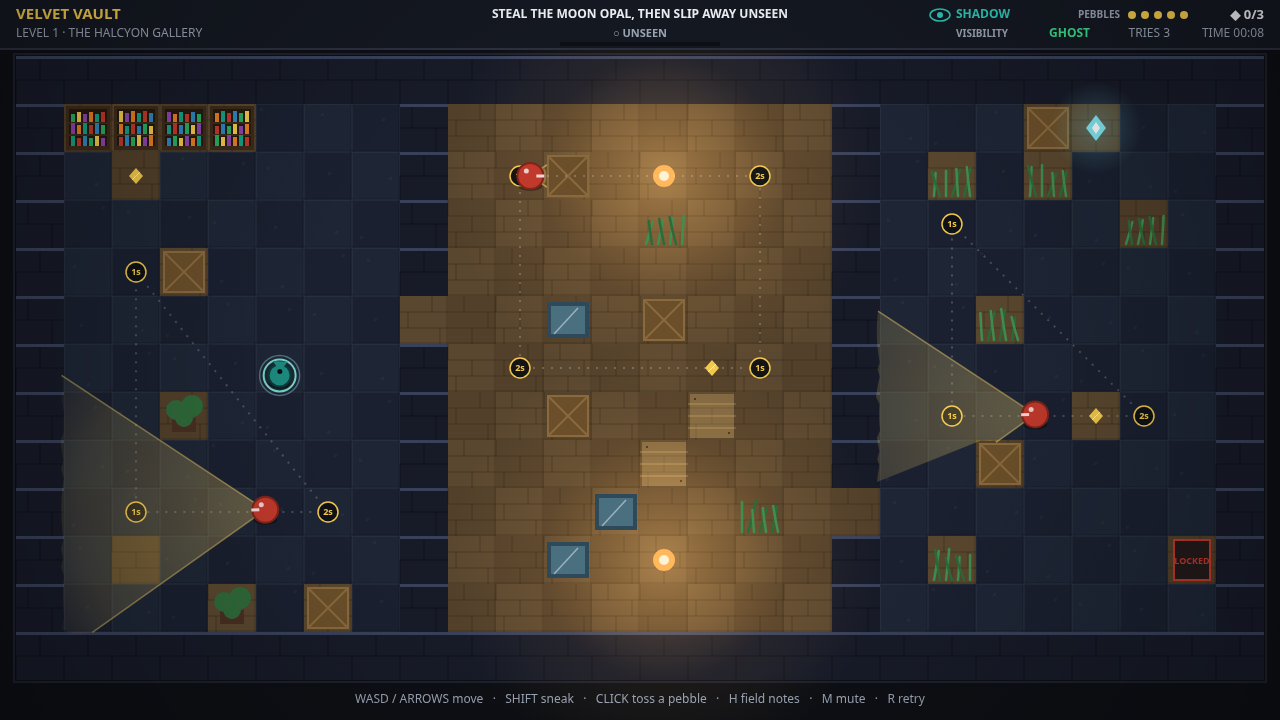 VELVET VAULT
LEVEL 1 · THE HALCYON GALLERY
STEAL THE MOON OPAL, THEN SLIP AWAY UNSEEN
○ UNSEEN
SHADOW
VISIBILITY
PEBBLES
GHOST
TRIES 3
◆ 0/3
TIME 00:08
2s
1s
1s
2s
1s
1s
2s
1s
2s
LOCKED
WASD / ARROWS move · SHIFT sneak · CLICK toss a pebble · H field notes · M mute · R retry